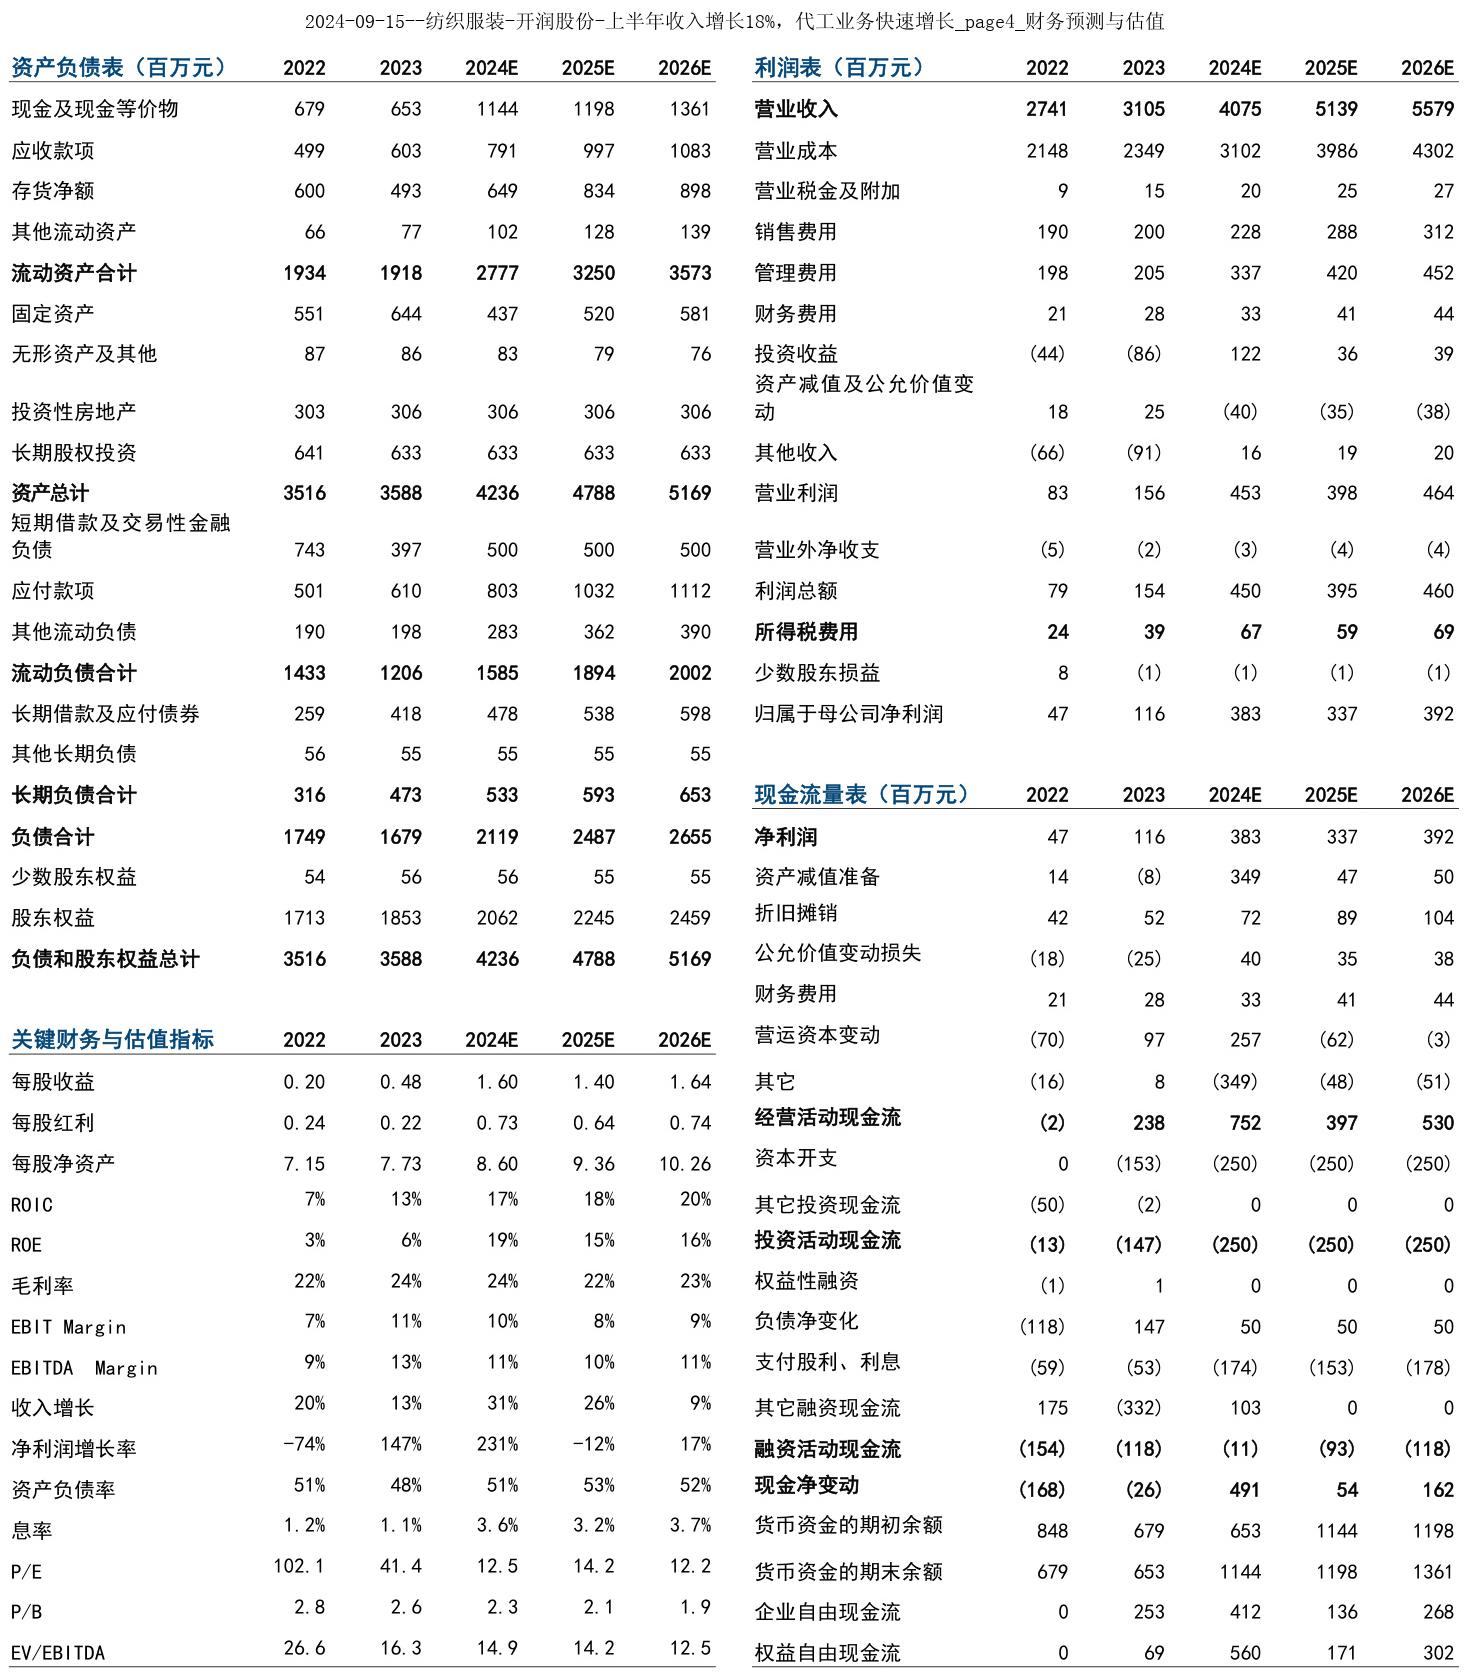 2024-09-15--纺织服装-开润股份-上半年收入增长18%，代工业务快速增长_page4_财务预测与估值
资产负债表（百万元） 2022 2023 2024E 2025E 2026E
现金及现金等价物 679 653 1144 1198 1361
应收款项 499 603 791 997 1083
存货净额 600 493 649 834 898
其他流动资产 66 77 102 128 139
流动资产合计 1934 1918 2777 3250 3573
固定资产 551 644 437 520 581
无形资产及其他 87 86 83 79 76
投资性房地产 303 306 306 306 306
长期股权投资 641 633 633 633 633
资产总计 3516 3588 4236 4788 5169
短期借款及交易性金融
负债 743 397 500 500 500
应付款项 501 610 803 1032 1112
其他流动负债 190 198 283 362 390
流动负债合计 1433 1206 1585 1894 2002
长期借款及应付债券 259 418 478 538 598
其他长期负债 56 55 55 55 55
长期负债合计 316 473 533 593 653
负债合计 1749 1679 2119 2487 2655
少数股东权益 54 56 56 55 55
股东权益 1713 1853 2062 2245 2459
负债和股东权益总计 3516 3588 4236 4788 5169
关键财务与估值指标 2022 2023 2024E 2025E 2026E
每股收益 0.20 0.48 1.60 1.40 1.64
每股红利 0.24 0.22 0.73 0.64 0.74
每股净资产 7.15 7.73 8.60 9.36 10.26
ROIC 7% 13% 17% 18% 20%
ROE 3% 6% 19% 15% 16%
毛利率 22% 24% 24% 22% 23%
EBIT Margin 7% 11% 10% 8% 9%
EBITDA Margin 9% 13% 11% 10% 11%
收入增长 20% 13% 31% 26% 9%
净利润增长率 -74% 147% 231% -12% 17%
资产负债率 51% 48% 51% 53% 52%
息率 1.2% 1.1% 3.6% 3.2% 3.7%
P/E 102.1 41.4 12.5 14.2 12.2
P/B 2.8 2.6 2.3 2.1 1.9
EV/EBITDA 26.6 16.3 14.9 14.2 12.5
利润表（百万元） 2022 2023 2024E 2025E 2026E
营业收入 2741 3105 4075 5139 5579
营业成本 2148 2349 3102 3986 4302
营业税金及附加 9 15 20 25 27
销售费用 190 200 228 288 312
管理费用 198 205 337 420 452
财务费用 21 28 33 41 44
投资收益 (44) (86) 122 36 39
资产减值及公允价值变
动 18 25 (40) (35) (38)
其他收入 (66) (91) 16 19 20
营业利润 83 156 453 398 464
营业外净收支 (5) (2) (3) (4) (4)
利润总额 79 154 450 395 460
所得税费用 24 39 67 59 69
少数股东损益 8 (1) (1) (1) (1)
归属于母公司净利润 47 116 383 337 392
现金流量表（百万元） 2022 2023 2024E 2025E 2026E
净利润 47 116 383 337 392
资产减值准备 14 (8) 349 47 50
折旧摊销 42 52 72 89 104
公允价值变动损失 (18) (25) 40 35 38
财务费用 21 28 33 41 44
营运资本变动 (70) 97 257 (62) (3)
其它 (16) 8 (349) (48) (51)
经营活动现金流 (2) 238 752 397 530
资本开支 0 (153) (250) (250) (250)
其它投资现金流 (50) (2) 0 0 0
投资活动现金流 (13) (147) (250) (250) (250)
权益性融资 (1) 1 0 0 0
负债净变化 (118) 147 50 50 50
支付股利、利息 (59) (53) (174) (153) (178)
其它融资现金流 175 (332) 103 0 0
融资活动现金流 (154) (118) (11) (93) (118)
现金净变动 (168) (26) 491 54 162
货币资金的期初余额 848 679 653 1144 1198
货币资金的期末余额 679 653 1144 1198 1361
企业自由现金流 0 253 412 136 268
权益自由现金流 0 69 560 171 302